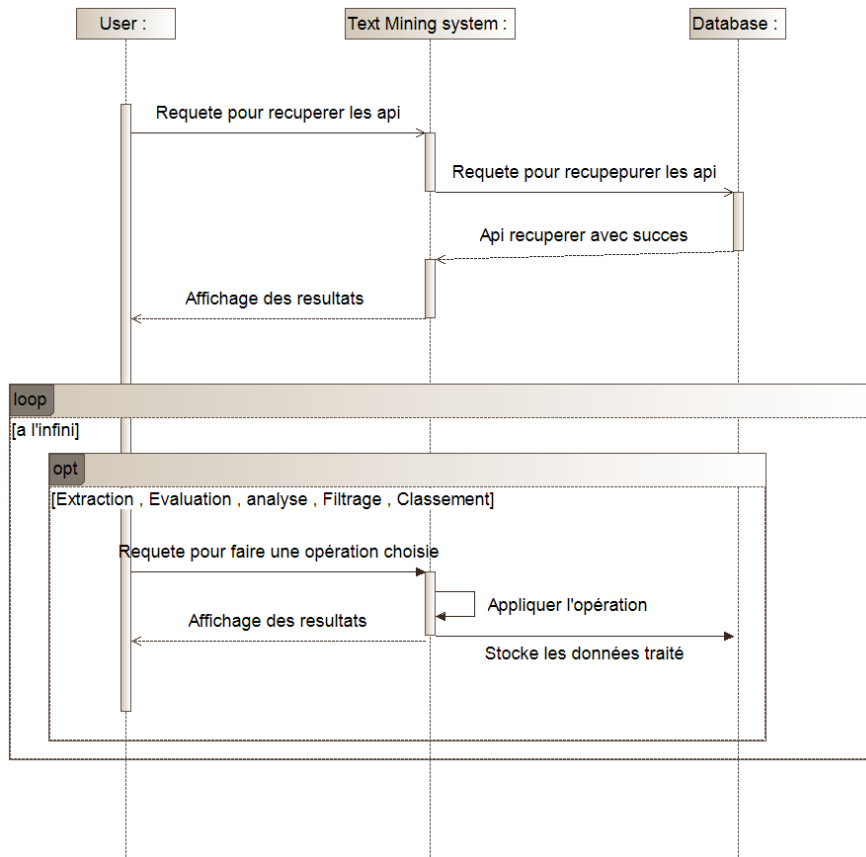 User :
Text Mining system :
Database :
Requete pour recuperer les api
Requete pour recupepurer les api
Api recuperer avec succes
Affichage des resultats
loop
[a l'infini]
opt
[Extraction , Evaluation , analyse , Filtrage , Classement]
Requete pour faire une opération choisie
Appliquer l'opération
Affichage des resultats
Stocke les données traité